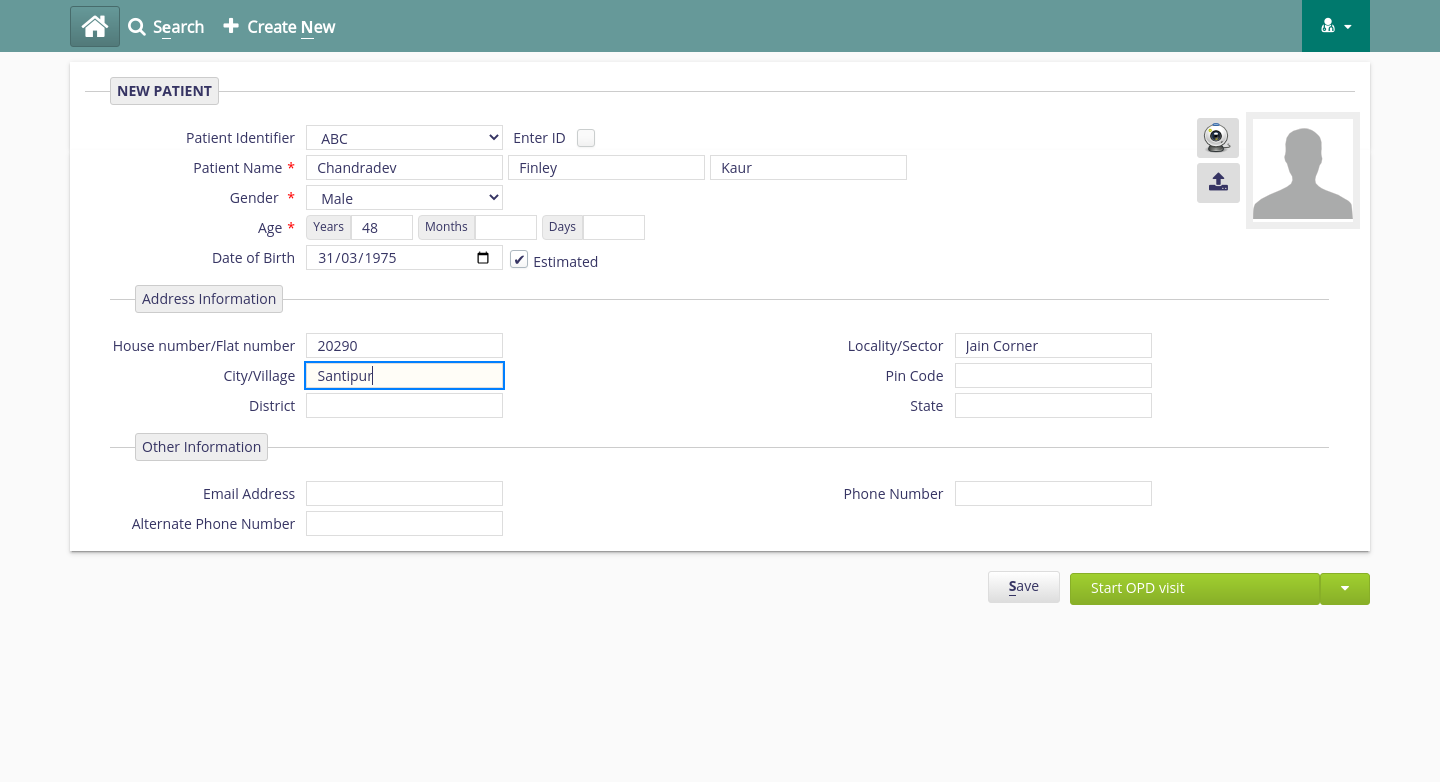 Search Create New
NEW PATIENT
Patient Identifier ABC Enter ID
Patient Name * Chandradev Finley Kaur
Gender * Male
Age * Years 48 Months Days
Date of Birth 31/03/1975 ✔ Estimated
Address Information
House number/Flat number 20290 Locality/Sector Jain Corner
City/Village Santipur Pin Code
District State
Other Information
Email Address Phone Number
Alternate Phone Number
Save Start OPD visit